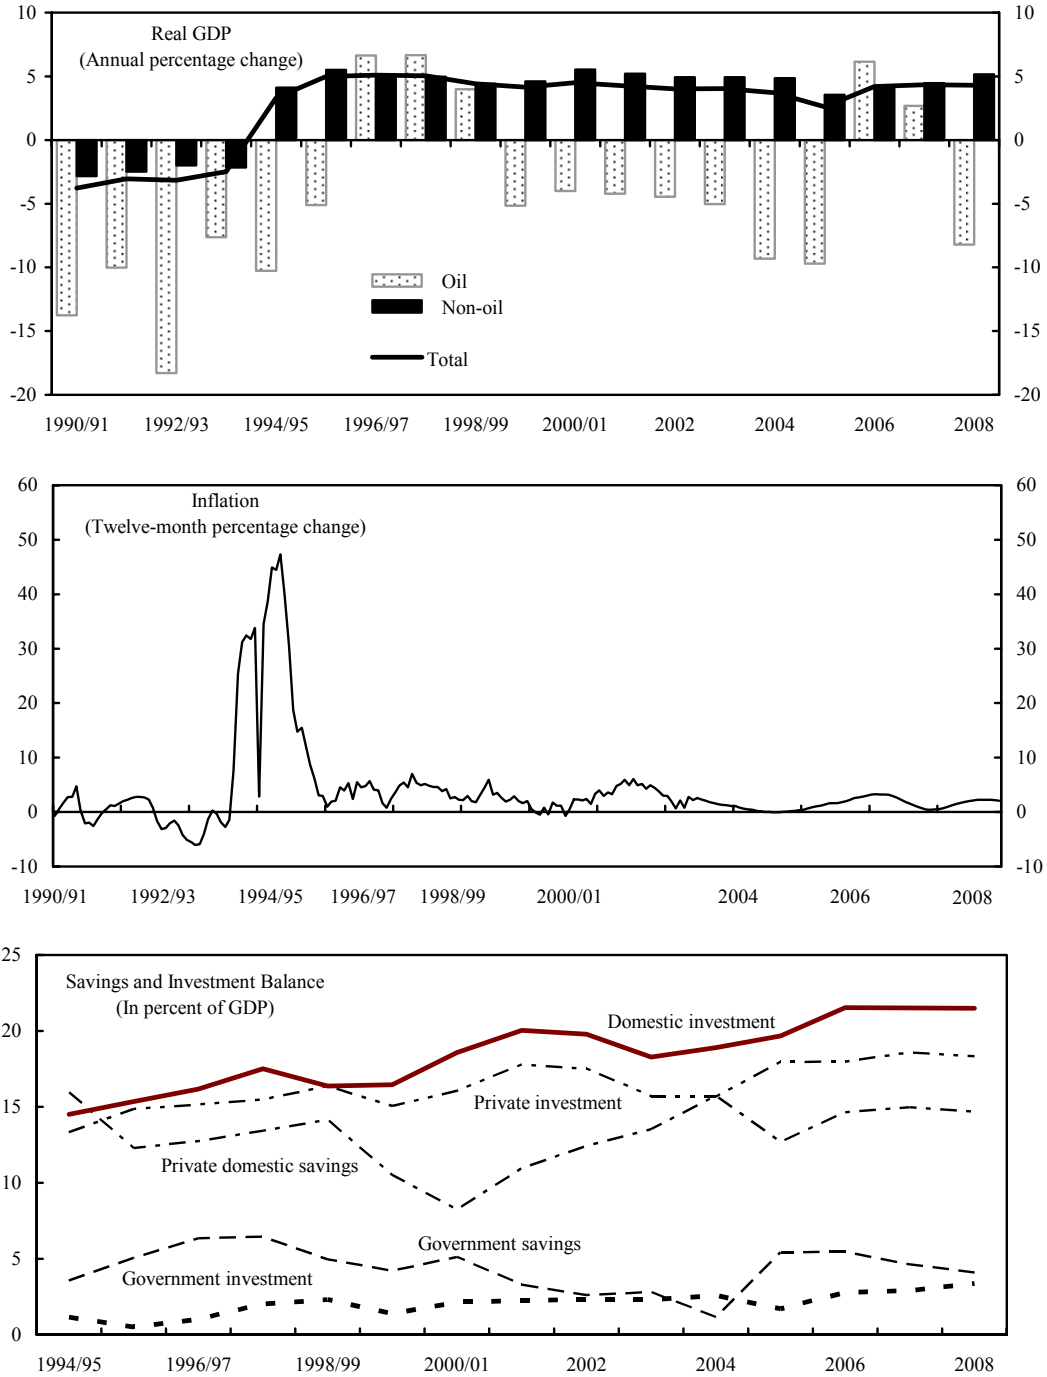 10 10
Real GDP
(Annual percentage change)
5 5
0 0
-5 -5
-10 -10
Oil
Non-oil
-15 -15
Total
-20 -20
1990/91 1992/93 1994/95 1996/97 1998/99 2000/01 2002 2004 2006 2008
60 60
Inflation
(Twelve-month percentage change)
50 50
40 40
30 30
20 20
10 10
0 0
-10 -10
1990/91 1992/93 1994/95 1996/97 1998/99 2000/01 2004 2006 2008
25
Savings and Investment Balance
(In percent of GDP)
Domestic investment
20
15
Private investment
Private domestic savings
10
Government savings
5
Government investment
0
1994/95 1996/97 1998/99 2000/01 2002 2004 2006 2008